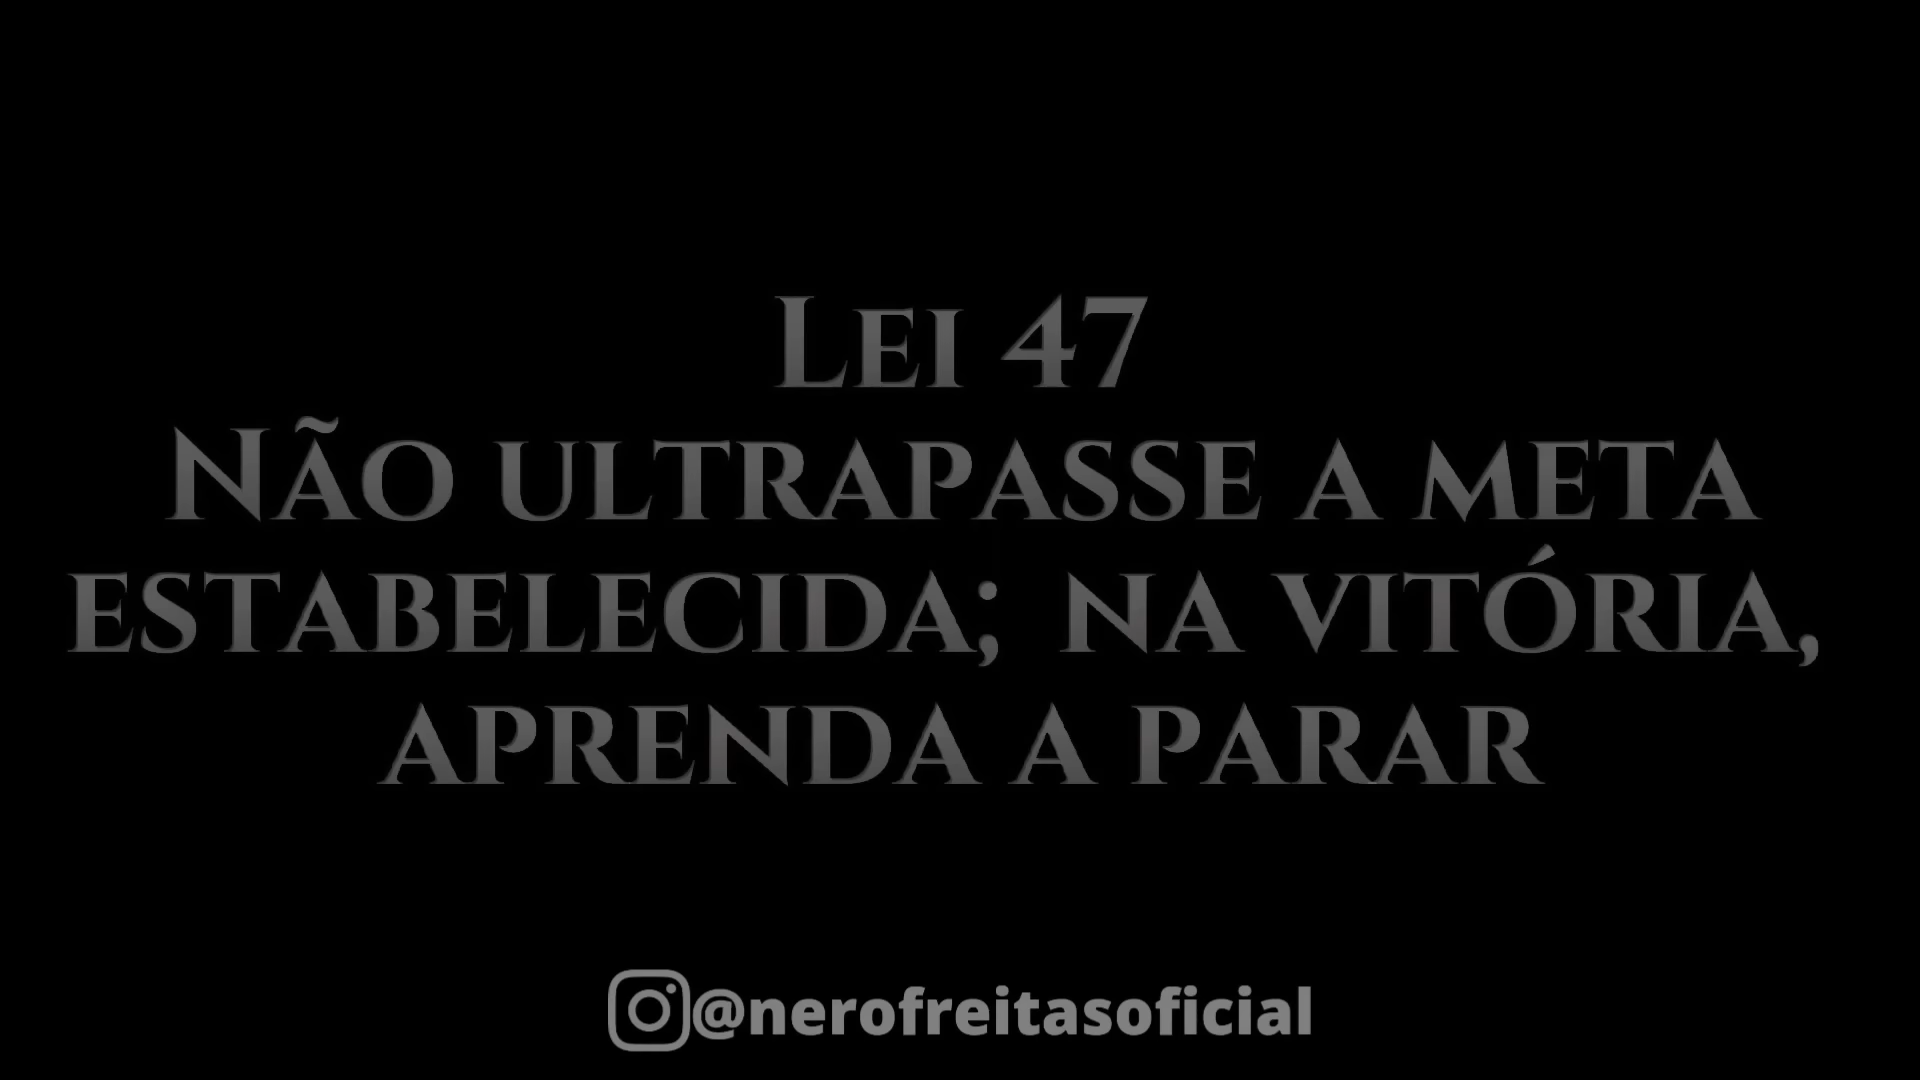 Lei 47
Não ultrapasse a meta
estabelecida; na vitória,
aprenda a parar
@nerofreitasoficial